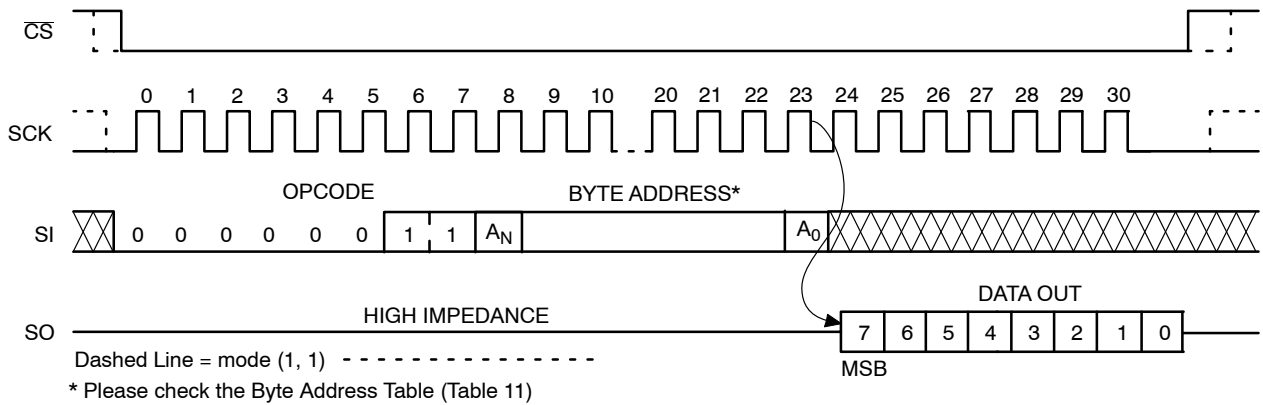 CS
0 1 2 3 4 5 6 7 8 9 10 20 21 22 23 24 25 26 27 28 29 30
SCK
OPCODE BYTE ADDRESS*
SI 0 0 0 0 0 0 1 1 AN A0
DATA OUT
HIGH IMPEDANCE
SO 7 6 5 4 3 2 1 0
Dashed Line = mode (1, 1) - - - - - - - - - - - - - - - - - -
MSB
* Please check the Byte Address Table (Table 11)